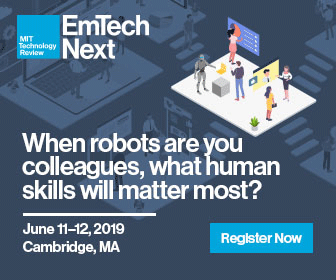 MIT
Technology
Review
EmTech
Next
When robots are you
colleagues, what human
skills will matter most?
June 11–12, 2019
Cambridge, MA
Register Now